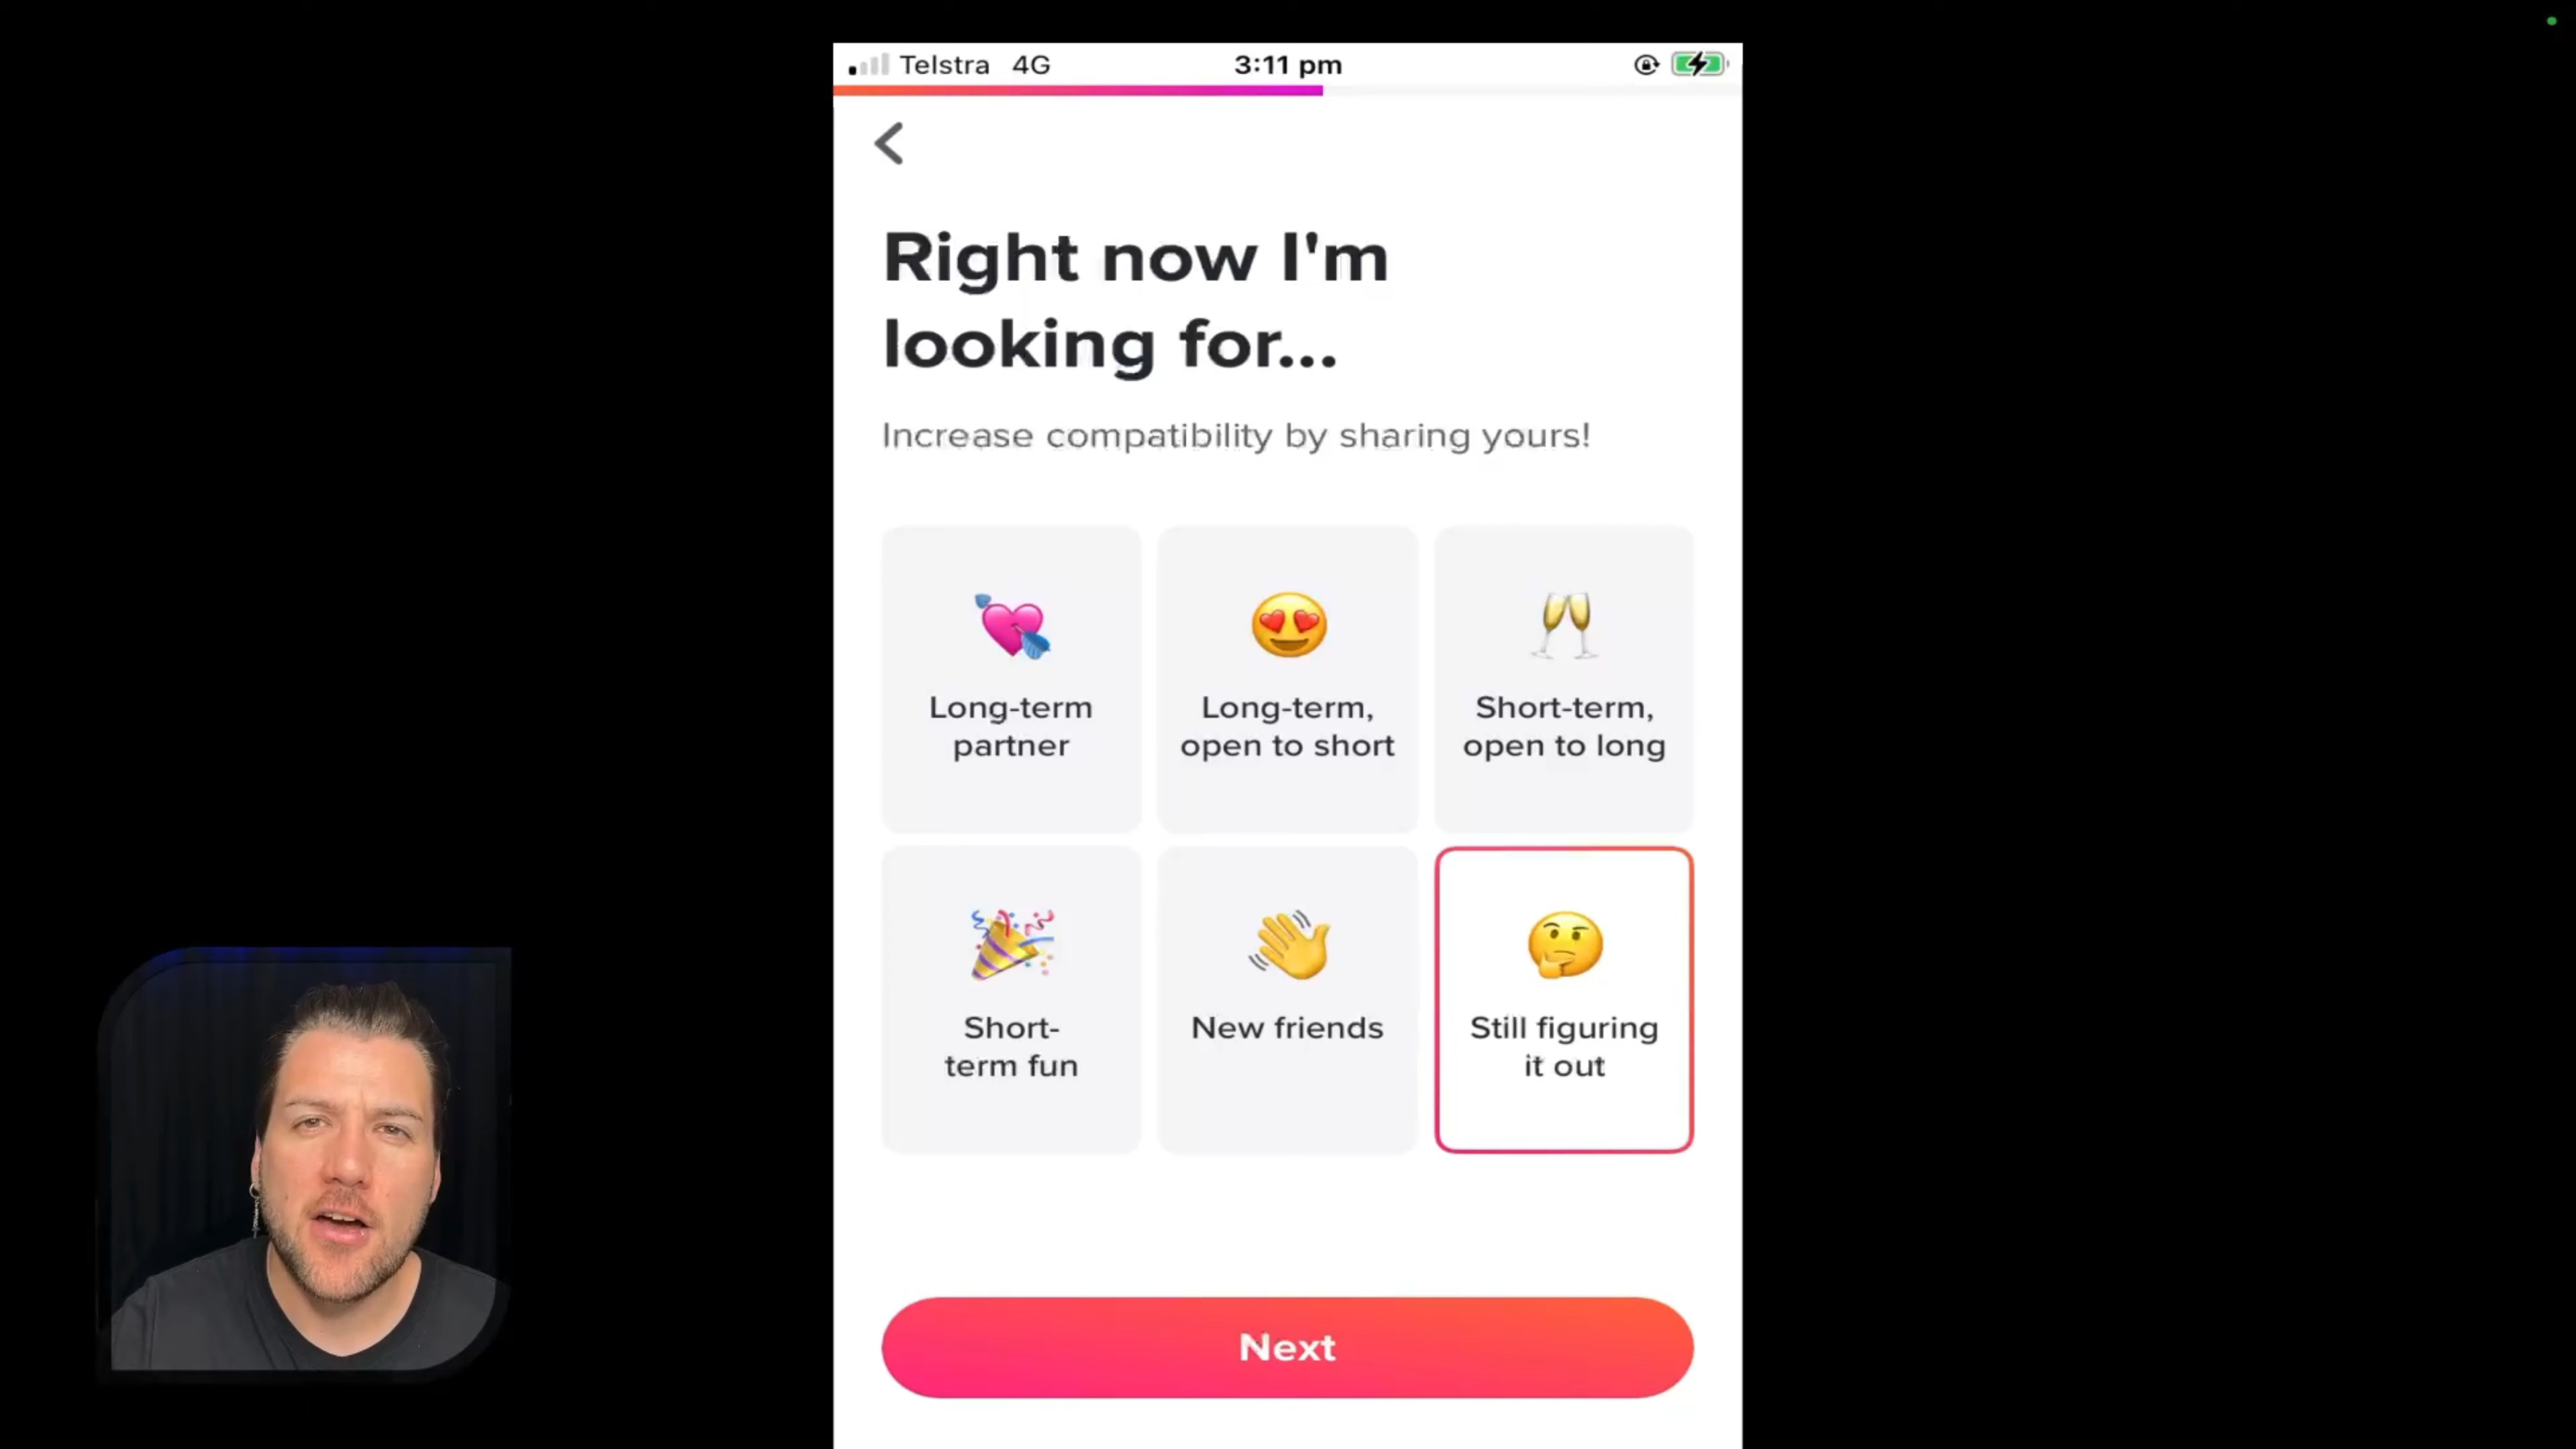 Telstra 4G 3:11 pm
Right now I'm
looking for...
Increase compatibility by sharing yours!
Long-term
partner
Long-term,
open to short
Short-term,
open to long
Short-
term fun
New friends
Still figuring
it out
Next